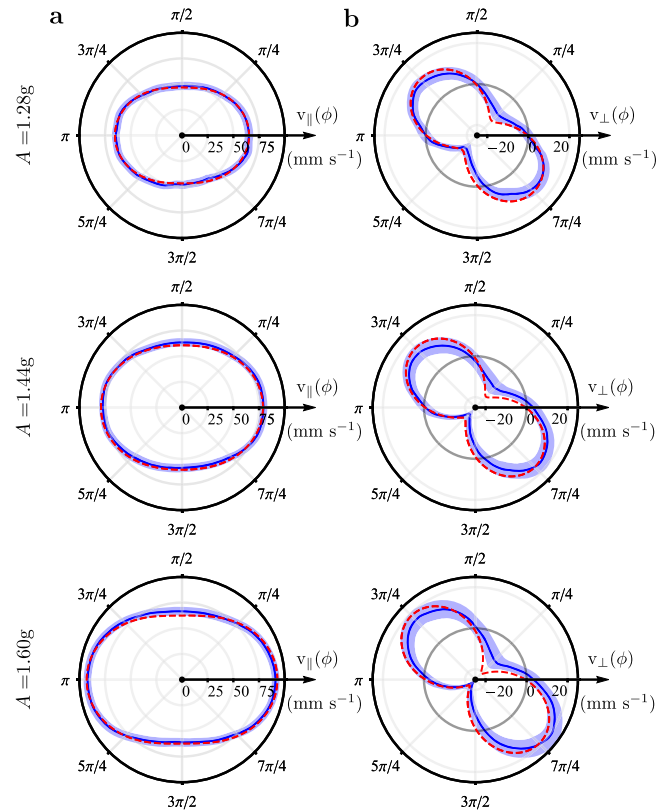 a
b
A = 1.28g
π/2
3π/4
π/4
π
v∥(ϕ)
0 25 50 75
(mm s⁻¹)
5π/4
7π/4
3π/2
π/2
3π/4
π/4
π
v⊥(ϕ)
−20 0 20
(mm s⁻¹)
5π/4
7π/4
3π/2
A = 1.44g
π/2
3π/4
π/4
π
v∥(ϕ)
0 25 50 75
(mm s⁻¹)
5π/4
7π/4
3π/2
π/2
3π/4
π/4
π
v⊥(ϕ)
−20 0 20
(mm s⁻¹)
5π/4
7π/4
3π/2
A = 1.60g
π/2
3π/4
π/4
π
v∥(ϕ)
0 25 50 75
(mm s⁻¹)
5π/4
7π/4
3π/2
π/2
3π/4
π/4
π
v⊥(ϕ)
−20 0 20
(mm s⁻¹)
5π/4
7π/4
3π/2